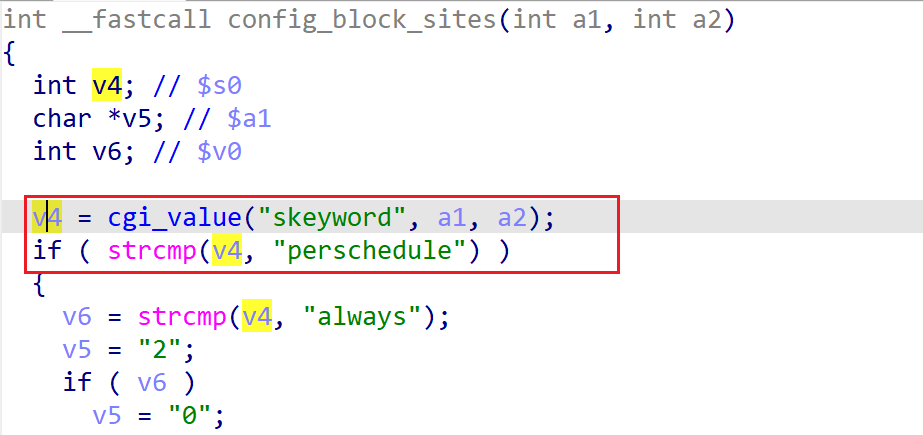 int __fastcall config_block_sites(int a1, int a2)
{
int v4; // $s0
char *v5; // $a1
int v6; // $v0
v4 = cgi_value("skeyword", a1, a2);
if ( strcmp(v4, "perschedule") )
{
v6 = strcmp(v4, "always");
v5 = "2";
if ( v6 )
v5 = "0";